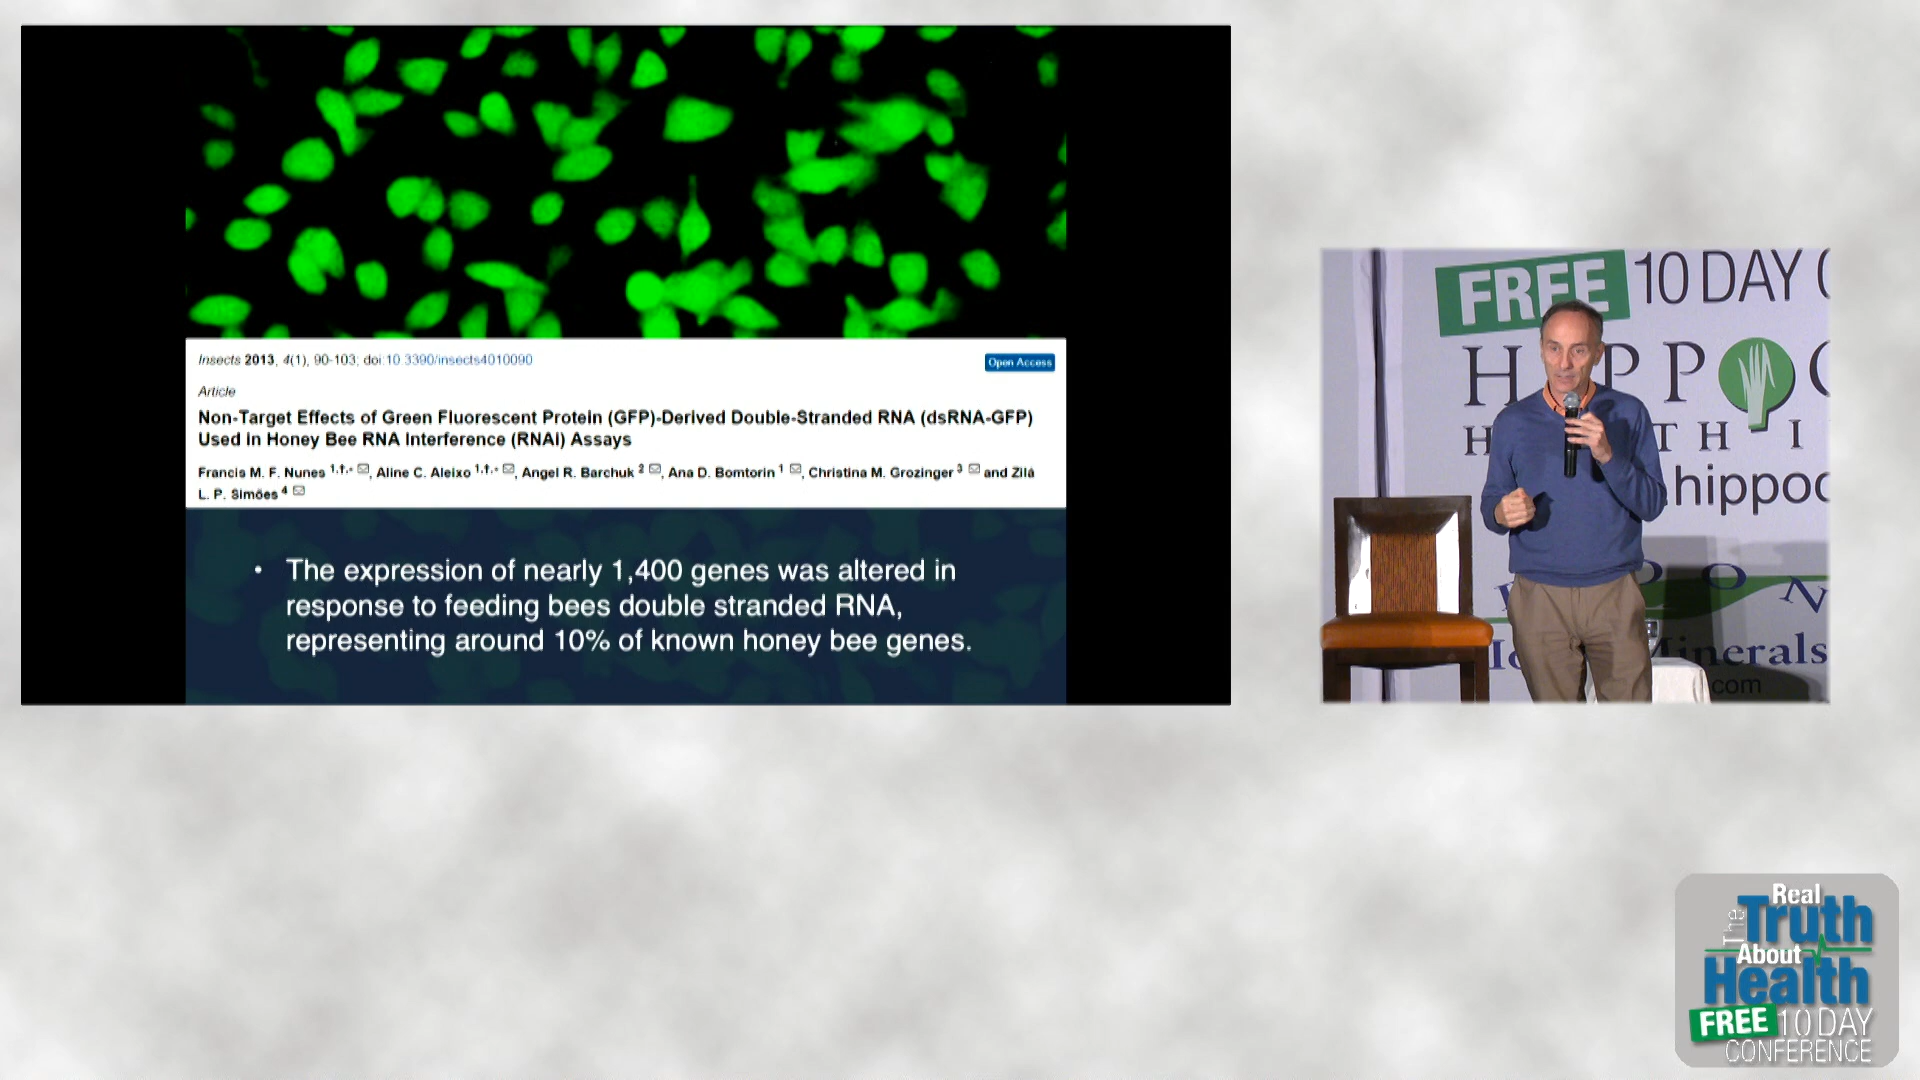 Insects 2013, 4(1), 90-103; doi:10.3390/insects4010090
Open Access
Article
Non-Target Effects of Green Fluorescent Protein (GFP)-Derived Double-Stranded RNA (dsRNA-GFP)
Used in Honey Bee RNA Interference (RNAi) Assays
Francis M. F. Nunes 1,†,*, Aline C. Aleixo 1,†,*, Angel R. Barchuk 2, Ana D. Bomtorin 1, Christina M. Grozinger 3 and Zilá
L. P. Simões 4
• The expression of nearly 1,400 genes was altered in
response to feeding bees double stranded RNA,
representing around 10% of known honey bee genes.
FREE 10 DAY
H PP
H TH I
hippoc
ON
Minerals
com
The Real
Truth
About
Health
FREE 10 DAY
CONFERENCE